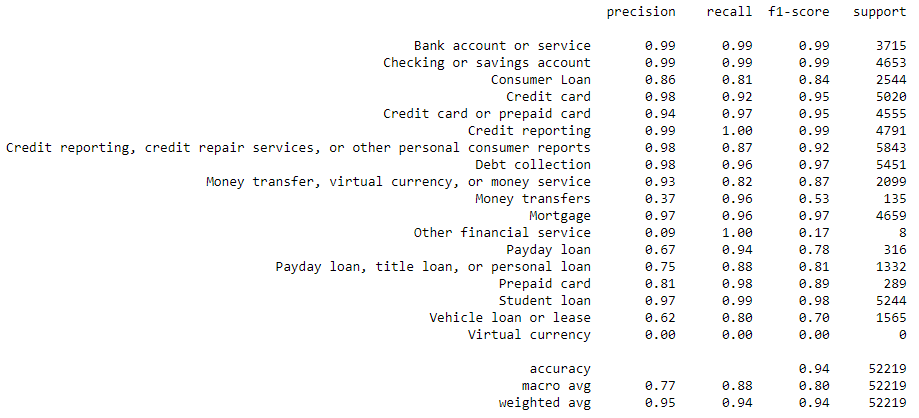 precision recall f1-score support
Bank account or service 0.99 0.99 0.99 3715
Checking or savings account 0.99 0.99 0.99 4653
Consumer Loan 0.86 0.81 0.84 2544
Credit card 0.98 0.92 0.95 5020
Credit card or prepaid card 0.94 0.97 0.95 4555
Credit reporting 0.99 1.00 0.99 4791
Credit reporting, credit repair services, or other personal consumer reports 0.98 0.87 0.92 5843
Debt collection 0.98 0.96 0.97 5451
Money transfer, virtual currency, or money service 0.93 0.82 0.87 2099
Money transfers 0.37 0.96 0.53 135
Mortgage 0.97 0.96 0.97 4659
Other financial service 0.09 1.00 0.17 8
Payday loan 0.67 0.94 0.78 316
Payday loan, title loan, or personal loan 0.75 0.88 0.81 1332
Prepaid card 0.81 0.98 0.89 289
Student loan 0.97 0.99 0.98 5244
Vehicle loan or lease 0.62 0.80 0.70 1565
Virtual currency 0.00 0.00 0.00 0
accuracy 0.94 52219
macro avg 0.77 0.88 0.80 52219
weighted avg 0.95 0.94 0.94 52219